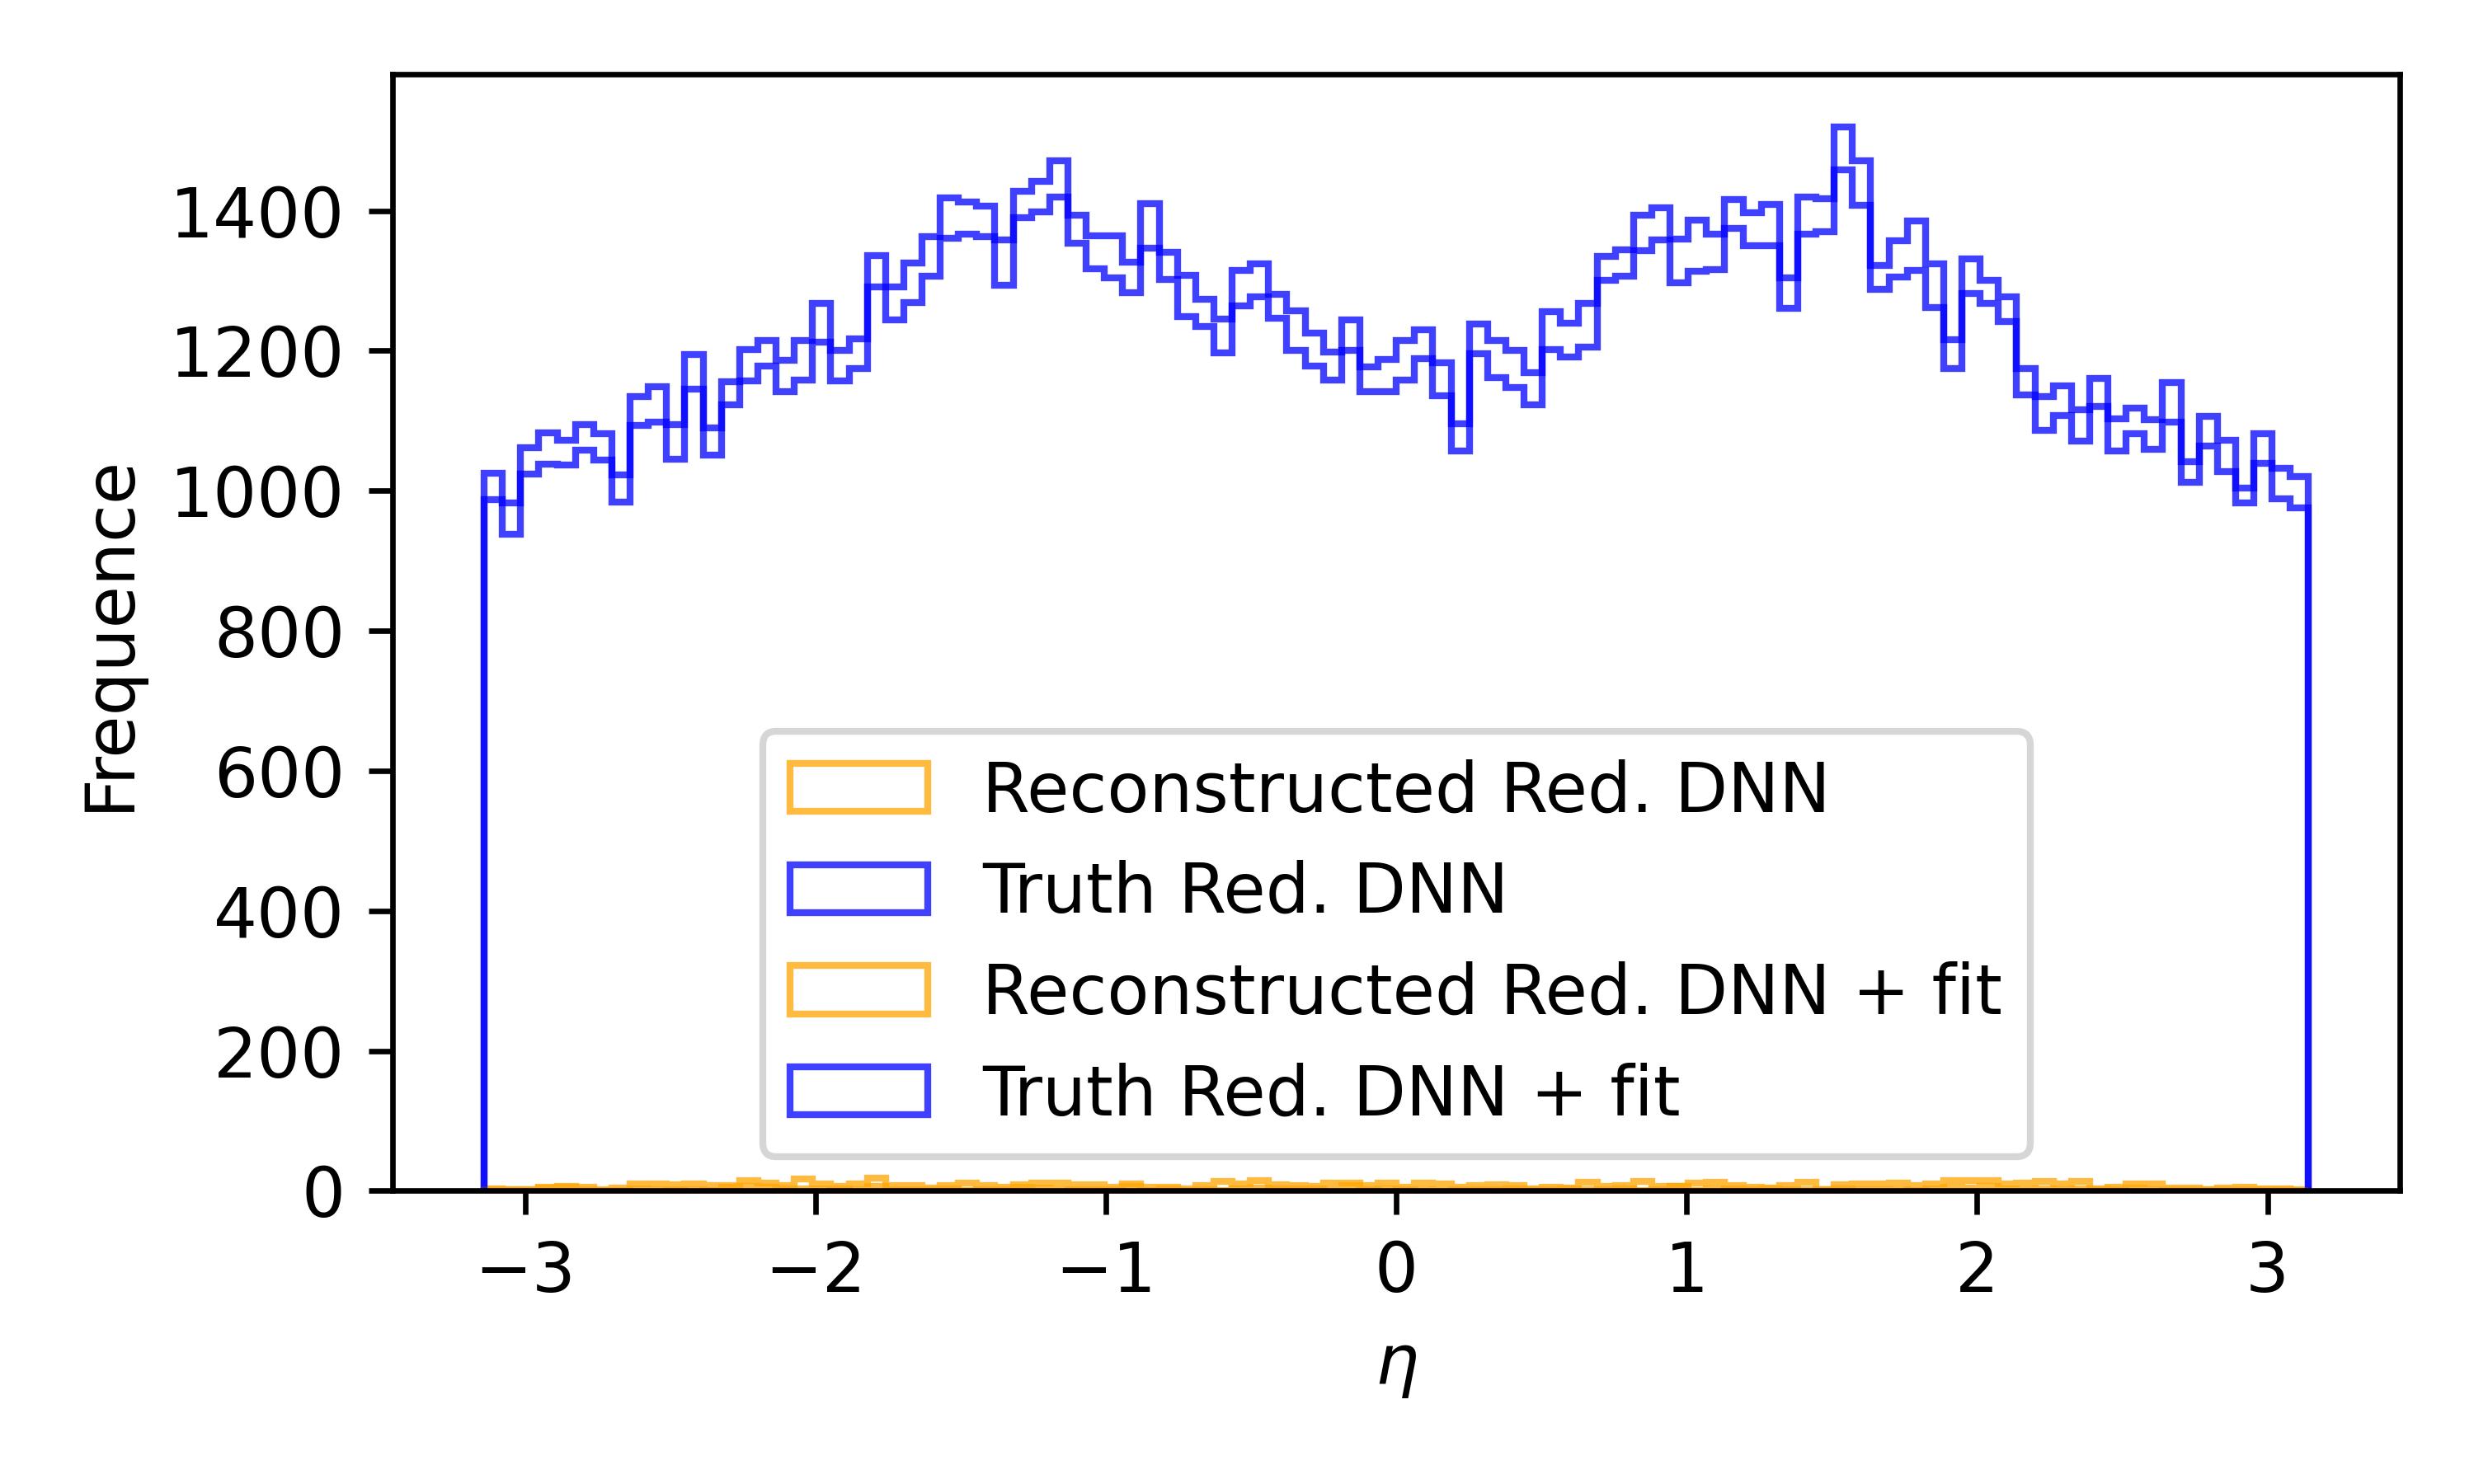 1400
1200
1000
800
600
400
200
0
Frequence
Reconstructed Red. DNN
Truth Red. DNN
Reconstructed Red. DNN + fit
Truth Red. DNN + fit
−3 −2 −1 0 1 2 3
η